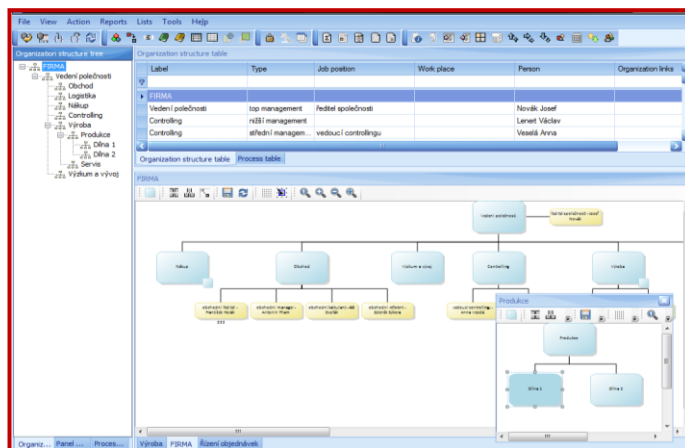 File View Action Reports Lists Tools Help
Organization structure tree
FIRMA
Vedení polečnosti
Obchod
Logistika
Nákup
Controlling
Výroba
Produkce
Dílna 1
Dílna 2
Servis
Výzkum a vývoj
Organiz... Panel ... Proces...
Organization structure table
Label Type Job position Work place Person Organization links
FIRMA
Vedení polečnosti top management ředitel společnosti Novák Josef
Controlling nižší management Lenert Václav
Controlling střední managem... vedoucí controllingu Veselá Anna
Organization structure table Process table
FIRMA
Vedení polečnosti
Nákup Obchod Výzkum a vývoj Controlling Výroba
Produkce
Produkce
Dílna 1 Dílna 2
Výroba FIRMA Řízení objednávek